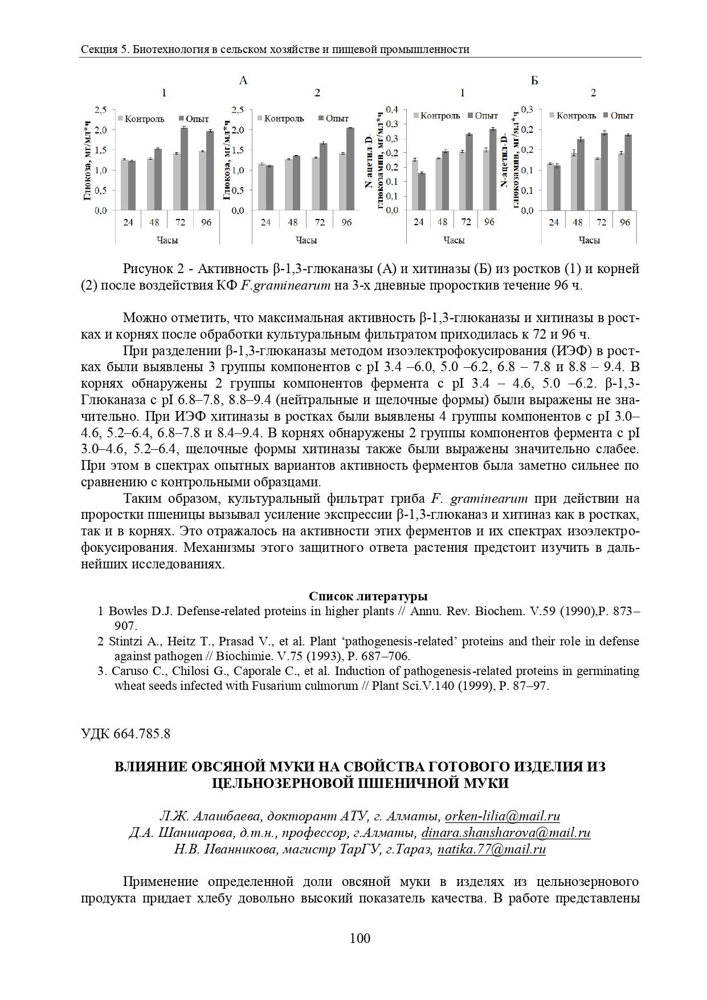 Секция 5. Биотехнология в сельском хозяйстве и пищевой промышленности
А
Б
1
2
1
2
Глюкоза, мг/мл*ч
2,5
2,0
1,5
1,0
0,5
0,0
Контроль Опыт
24 48 72 96
Часы
Глюкоза, мг/мл*ч
2,5
2,0
1,5
1,0
0,5
0,0
Контроль Опыт
24 48 72 96
Часы
N-ацетил-D-
глюкозамин, мг/мл*ч
0,4
0,3
0,3
0,2
0,2
0,1
0,1
0,0
Контроль Опыт
24 48 72 96
Часы
N-ацетил-D-
глюкозамин, мг/мл*ч
0,3
0,2
0,2
0,1
0,1
0,0
Контроль Опыт
24 48 72 96
Часы
Рисунок 2 - Активность β-1,3-глюканазы (А) и хитиназы (Б) из ростков (1) и корней
(2) после воздействия КФ F.graminearum на 3-х дневные проросткив течение 96 ч.
Можно отметить, что максимальная активность β-1,3-глюканазы и хитиназы в рост-
ках и корнях после обработки культуральным фильтратом приходилась к 72 и 96 ч.
При разделении β-1,3-глюканазы методом изоэлектрофокусирования (ИЭФ) в рост-
ках были выявлены 3 группы компонентов с pI 3.4 –6.0, 5.0 –6.2, 6.8 – 7.8 и 8.8 – 9.4. В
корнях обнаружены 2 группы компонентов фермента с pI 3.4 – 4.6, 5.0 –6.2. β-1,3-
Глюканаза с pI 6.8–7.8, 8.8–9.4 (нейтральные и щелочные формы) были выражены не зна-
чительно. При ИЭФ хитиназы в ростках были выявлены 4 группы компонентов с pI 3.0–
4.6, 5.2–6.4, 6.8–7.8 и 8.4–9.4. В корнях обнаружены 2 группы компонентов фермента с pI
3.0–4.6, 5.2–6.4, щелочные формы хитиназы также были выражены значительно слабее.
При этом в спектрах опытных вариантов активность ферментов была заметно сильнее по
сравнению с контрольными образцами.
Таким образом, культуральный фильтрат гриба F. graminearum при действии на
проростки пшеницы вызывал усиление экспрессии β-1,3-глюканаз и хитиназ как в ростках,
так и в корнях. Это отражалось на активности этих ферментов и их спектрах изоэлектро-
фокусирования. Механизмы этого защитного ответа растения предстоит изучить в даль-
нейших исследованиях.
Список литературы
1 Bowles D.J. Defense-related proteins in higher plants // Annu. Rev. Biochem. V.59 (1990),P. 873–
907.
2 Stintzi A., Heitz T., Prasad V., et al. Plant ‘pathogenesis-related’ proteins and their role in defense
against pathogen // Biochimie. V.75 (1993), P. 687–706.
3. Caruso C., Chilosi G., Caporale C., et al. Induction of pathogenesis-related proteins in germinating
wheat seeds infected with Fusarium culmorum // Plant Sci.V.140 (1999), P. 87–97.
УДК 664.785.8
ВЛИЯНИЕ ОВСЯНОЙ МУКИ НА СВОЙСТВА ГОТОВОГО ИЗДЕЛИЯ ИЗ
ЦЕЛЬНОЗЕРНОВОЙ ПШЕНИЧНОЙ МУКИ
Л.Ж. Алашбаева, докторант АТУ, г. Алматы, orken-lilia@mail.ru
Д.А. Шаншарова, д.т.н., профессор, г.Алматы, dinara.shansharova@mail.ru
Н.В. Иванникова, магистр ТарГУ, г.Тараз, natika.77@mail.ru
Применение определенной доли овсяной муки в изделях из цельнозернового
продукта придает хлебу довольно высокий показатель качества. В работе представлены
100